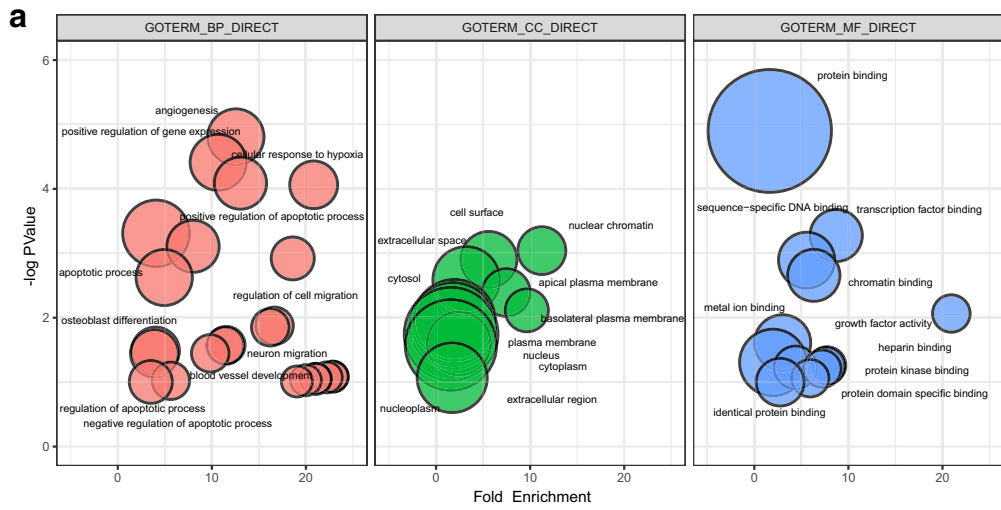 a
GOTERM_BP_DIRECT
GOTERM_CC_DIRECT
GOTERM_MF_DIRECT
-log PValue
6
4
2
0
angiogenesis
positive regulation of gene expression
cellular response to hypoxia
positive regulation of apoptotic process
apoptotic process
regulation of cell migration
osteoblast differentiation
neuron migration
blood vessel development
regulation of apoptotic process
negative regulation of apoptotic process
cell surface
nuclear chromatin
extracellular space
cytosol
apical plasma membrane
basolateral plasma membrane
plasma membrane
nucleus
cytoplasm
extracellular region
nucleoplasm
protein binding
sequence−specific DNA binding
transcription factor binding
chromatin binding
metal ion binding
growth factor activity
heparin binding
protein kinase binding
protein domain specific binding
identical protein binding
0 10 20
0 10 20
0 10 20
Fold Enrichment